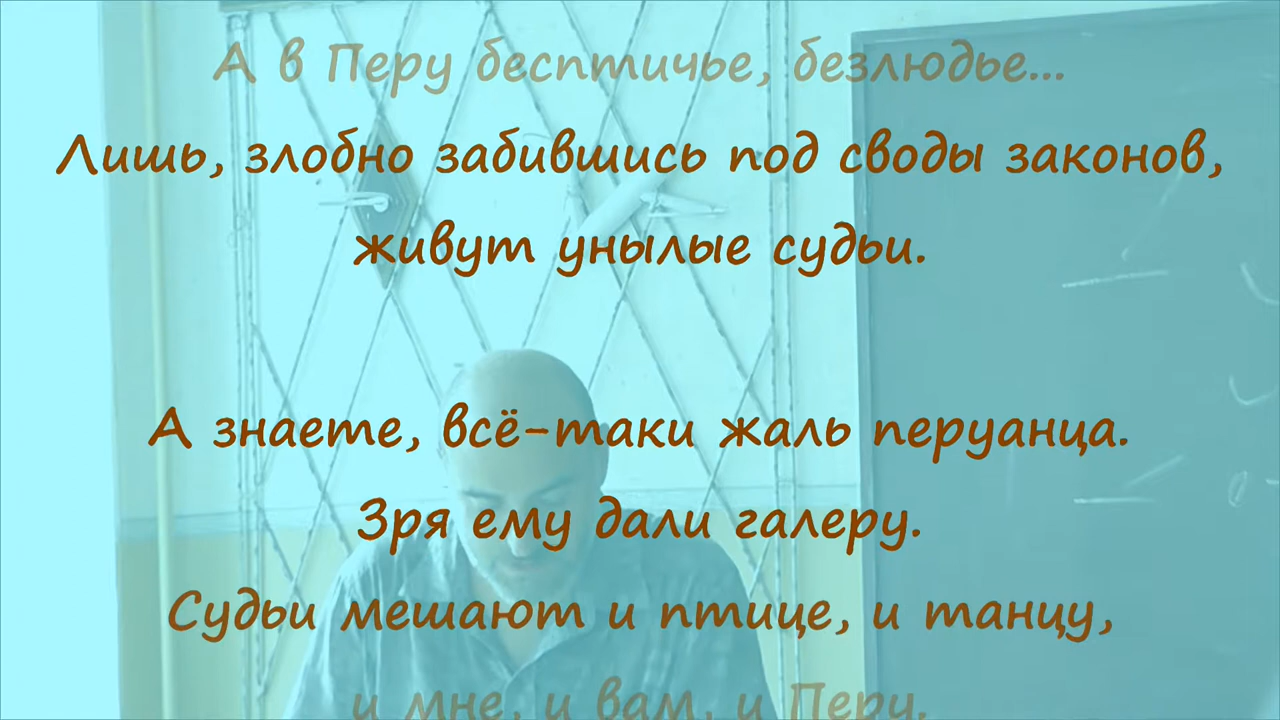 А в Перу бесптичье, безлюдье...
Лишь, злобно забившись под своды законов,
живут унылые судьи.
А знаете, всё-таки жаль перуанца.
Зря ему дали галеру.
Судьи мешают и птице, и танцу,
и мне, и вам, и Перу.